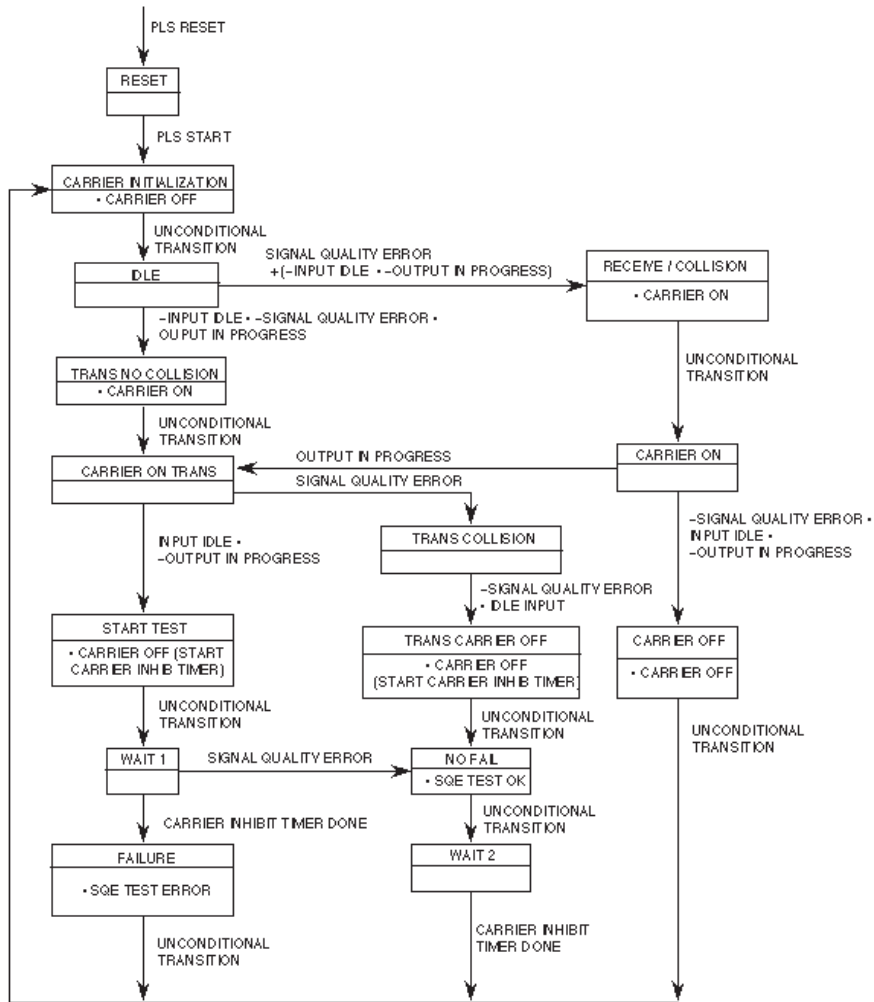 PLS RESET
RESET
PLS START
CARRIER INITIALIZATION
• CARRIER OFF
UNCONDITIONAL
TRANSITION
SIGNAL QUALITY ERROR
+(~INPUT IDLE • ~OUTPUT IN PROGRESS)
IDLE
RECEIVE / COLLISION
• CARRIER ON
~INPUT IDLE • ~SIGNAL QUALITY ERROR •
OUPUT IN PROGRESS
TRANS NO COLLISION
• CARRIER ON
UNCONDITIONAL
TRANSITION
UNCONDITIONAL
TRANSITION
OUTPUT IN PROGRESS
CARRIER ON
CARRIER ON TRANS
SIGNAL QUALITY ERROR
INPUT IDLE •
~OUTPUT IN PROGRESS
TRANS COLLISION
~SIGNAL QUALITY ERROR •
INPUT IDLE •
~OUTPUT IN PROGRESS
~SIGNAL QUALITY ERROR
• IDLE INPUT
START TEST
• CARRIER OFF (START
CARRIER INHIB TIMER)
TRANS CARRIER OFF
• CARRIER OFF
(START CARRIER INHIB TIMER)
CARRIER OFF
• CARRIER OFF
UNCONDITIONAL
TRANSITION
UNCONDITIONAL
TRANSITION
UNCONDITIONAL
TRANSITION
WAIT 1
SIGNAL QUALITY ERROR
NO FAIL
• SQE TEST OK
CARRIER INHIBIT TIMER DONE
UNCONDITIONAL
TRANSITION
FAILURE
• SQE TEST ERROR
WAIT 2
UNCONDITIONAL
TRANSITION
CARRIER INHIBIT
TIMER DONE